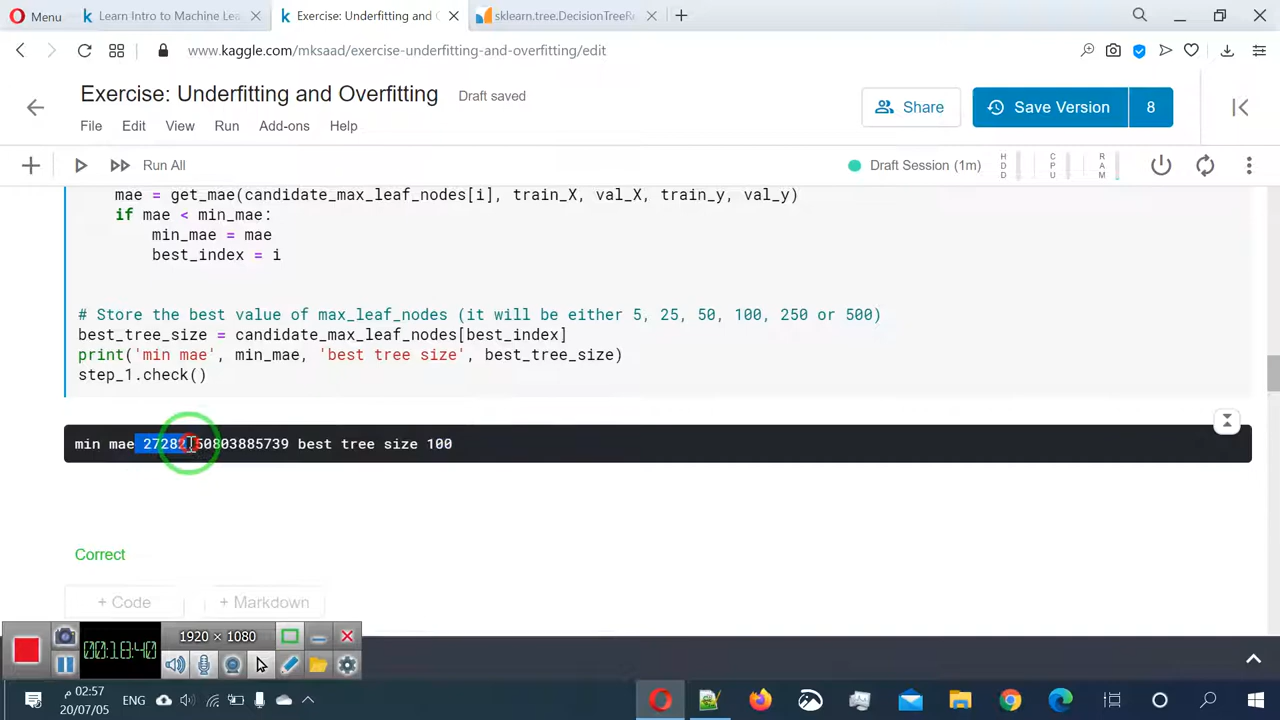 Menu
Learn Intro to Machine Lea
Exercise: Underfitting and O
sklearn.tree.DecisionTreeRe
www.kaggle.com/mksaad/exercise-underfitting-and-overfitting/edit
Exercise: Underfitting and Overfitting
Draft saved
Share
Save Version
8
File
Edit
View
Run
Add-ons
Help
Run All
Draft Session (1m)
HDD
CPU
RAM
mae = get_mae(candidate_max_leaf_nodes[i], train_X, val_X, train_y, val_y)
if mae < min_mae:
min_mae = mae
best_index = i
# Store the best value of max_leaf_nodes (it will be either 5, 25, 50, 100, 250 or 500)
best_tree_size = candidate_max_leaf_nodes[best_index]
print('min mae', min_mae, 'best tree size', best_tree_size)
step_1.check()
min mae 27282.50803885739 best tree size 100
Correct
+ Code
+ Markdown
00:18:40
1920 × 1080
02:57 م
ENG
20/07/05